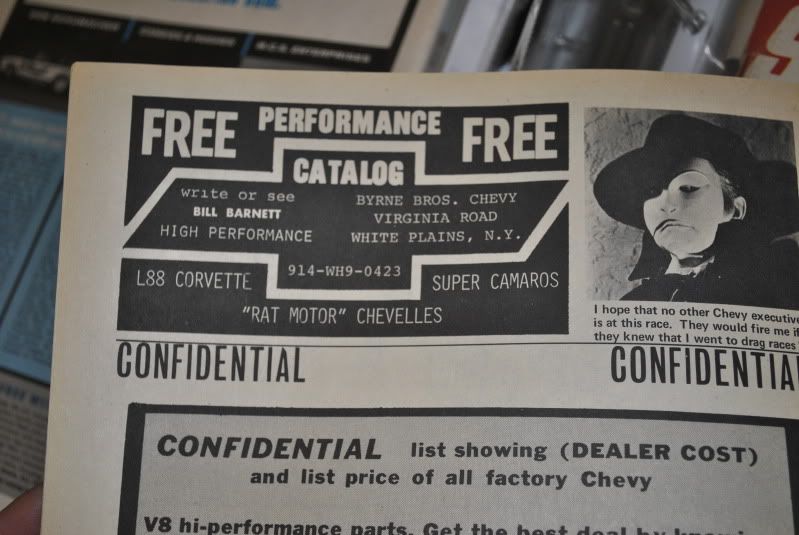 FREE PERFORMANCE FREE
CATALOG
write or see
BILL BARNETT
HIGH PERFORMANCE
BYRNE BROS. CHEVY
VIRGINIA ROAD
WHITE PLAINS, N.Y.
914-WH9-0423
L88 CORVETTE
SUPER CAMAROS
"RAT MOTOR" CHEVELLES
I hope that no other Chevy executive
is at this race. They would fire me if
they knew that I went to drag races
CONFIDENTIAL CONFIDENTIAL
CONFIDENTIAL list showing (DEALER COST)
and list price of all factory Chevy
V8 hi-performance parts. Get the best deal by